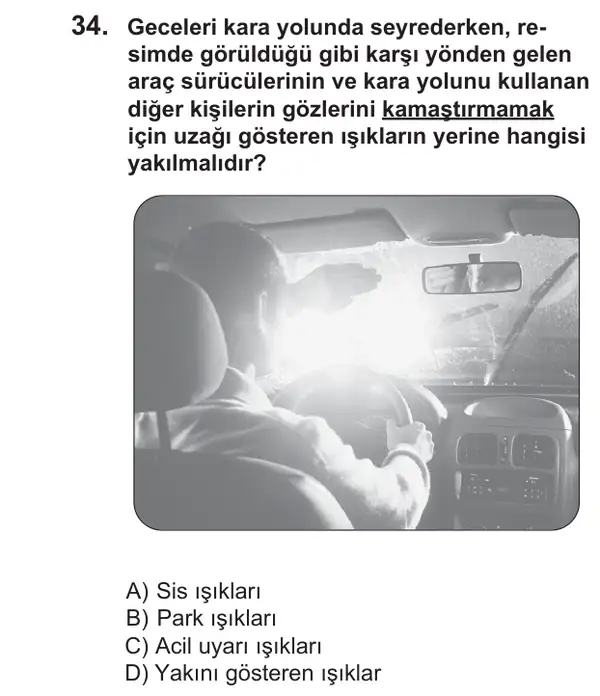 34. Geceleri kara yolunda seyrederken, re-
simde görüldüğü gibi karşı yönden gelen
araç sürücülerinin ve kara yolunu kullanan
diğer kişilerin gözlerini kamaştırmamak
için uzağı gösteren ışıkların yerine hangisi
yakılmalıdır?
A) Sis ışıkları
B) Park ışıkları
C) Acil uyarı ışıkları
D) Yakını gösteren ışıklar